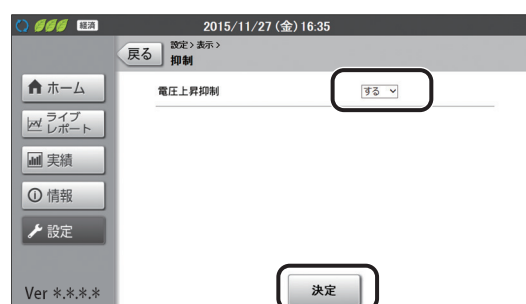 経済
2015/11/27 (金) 16:35
戻る
設定＞表示＞
抑制
ホーム
ライブ
レポート
実績
情報
設定
Ver *.*.*.*
電圧上昇抑制
する
決定